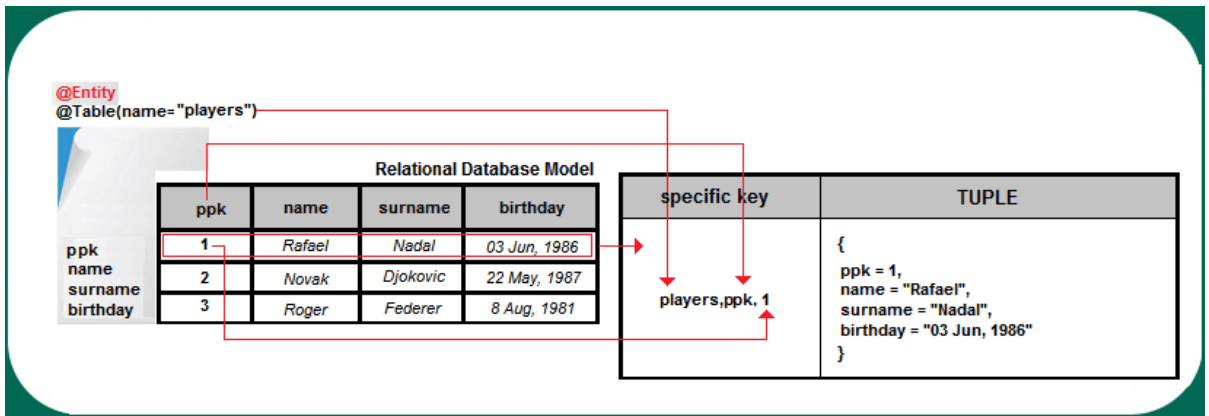 @Entity
@Table(name="players")
Relational Database Model
ppk name surname birthday
1 Rafael Nadal 03 Jun, 1986
2 Novak Djokovic 22 May, 1987
3 Roger Federer 8 Aug, 1981
ppk
name
surname
birthday
specific key TUPLE
players,ppk, 1
{
ppk = 1,
name = "Rafael",
surname = "Nadal",
birthday = "03 Jun, 1986"
}